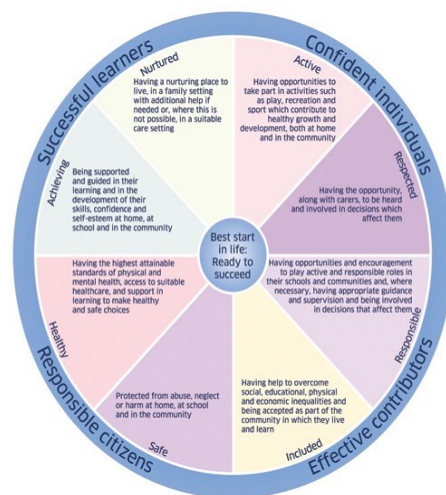 Successful learners
Confident individuals
Nurtured
Having a nurturing place to
live, in a family setting
with additional help if
needed or, where this is
not possible, in a suitable
care setting
Active
Having opportunities to
take part in activities such
as play, recreation and
sport which contribute to
healthy growth and
development, both at home
and in the community
Achieving
Being supported
and guided in their
learning and in the
development of their
skills, confidence and
self-esteem at home, at
school and in the community
Respected
Having the opportunity,
along with carers, to be heard
and involved in decisions which
affect them
Best start
in life:
Ready to
succeed
Healthy
Having the highest attainable
standards of physical and
mental health, access to suitable
healthcare, and support in
learning to make healthy
and safe choices
Having opportunities and encouragement
to play active and responsible roles in
their schools and communities and, where
necessary, having appropriate guidance
and supervision and being involved
in decisions that affect them
Responsible
Protected from abuse, neglect
or harm at home, at school
and in the community
Safe
Having help to overcome
social, educational, physical
and economic inequalities and
being accepted as part of the
community in which they live
and learn
Included
Responsible citizens
Effective contributors